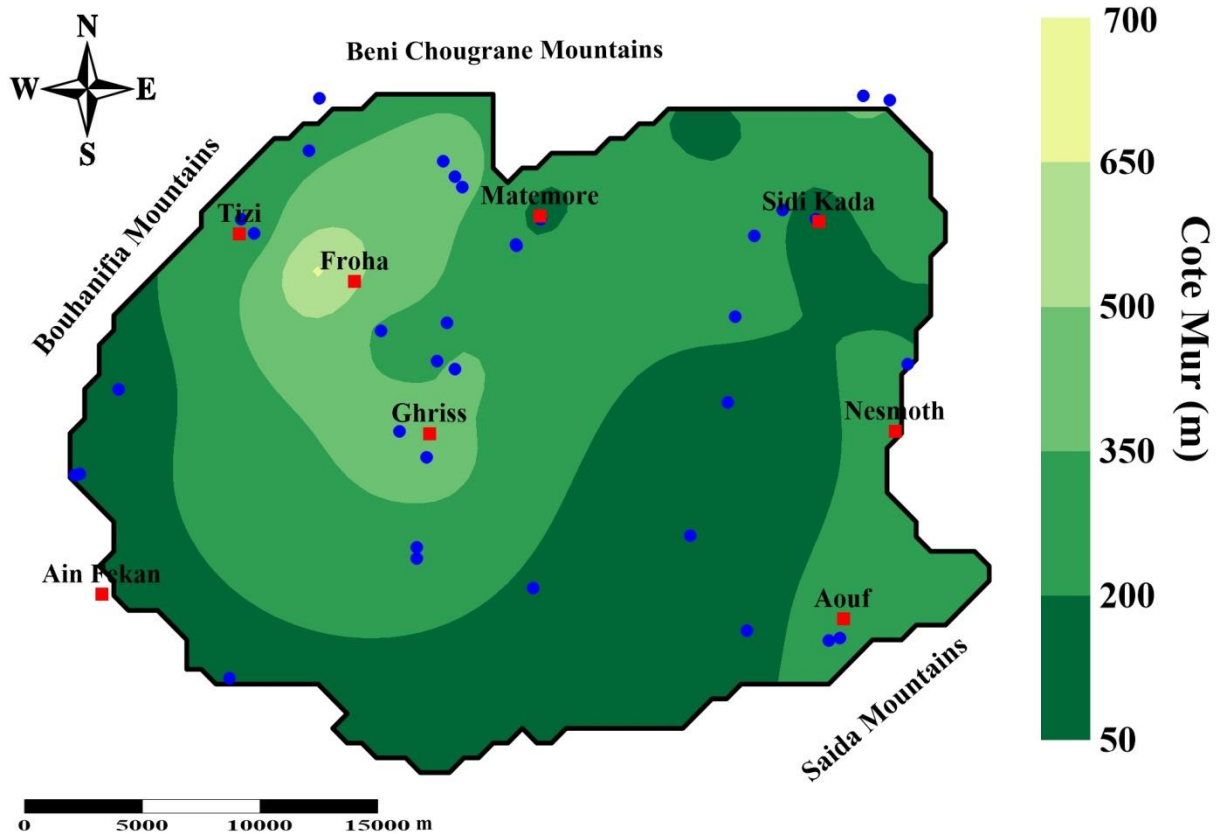 N
W E
S
Beni Chougrane Mountains
Bouhanifia Mountains
Tizi
Froha
Matemore
Sidi Kada
Ghriss
Nesmoth
Ain Fekan
Aouf
Saida Mountains
700
650
500
350
200
50
Cote Mur (m)
0 5000 10000 15000 m